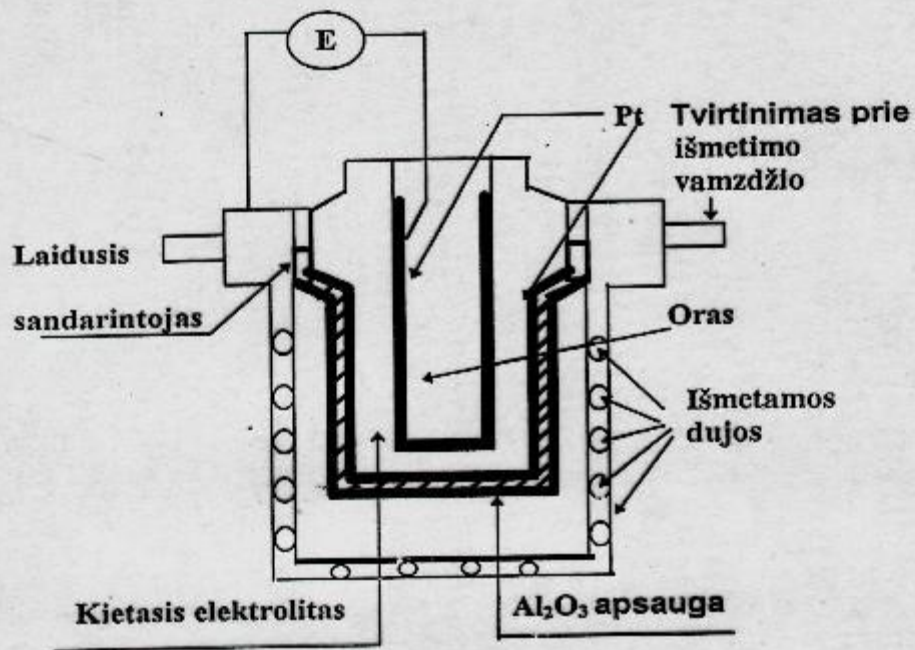 E
Pt Tvirtinimas prie
išmetimo
vamzdžio
Laidusis
sandarintojas
Oras
Išmetamos
dujos
Kietasis elektrolitas
Al₂O₃ apsauga